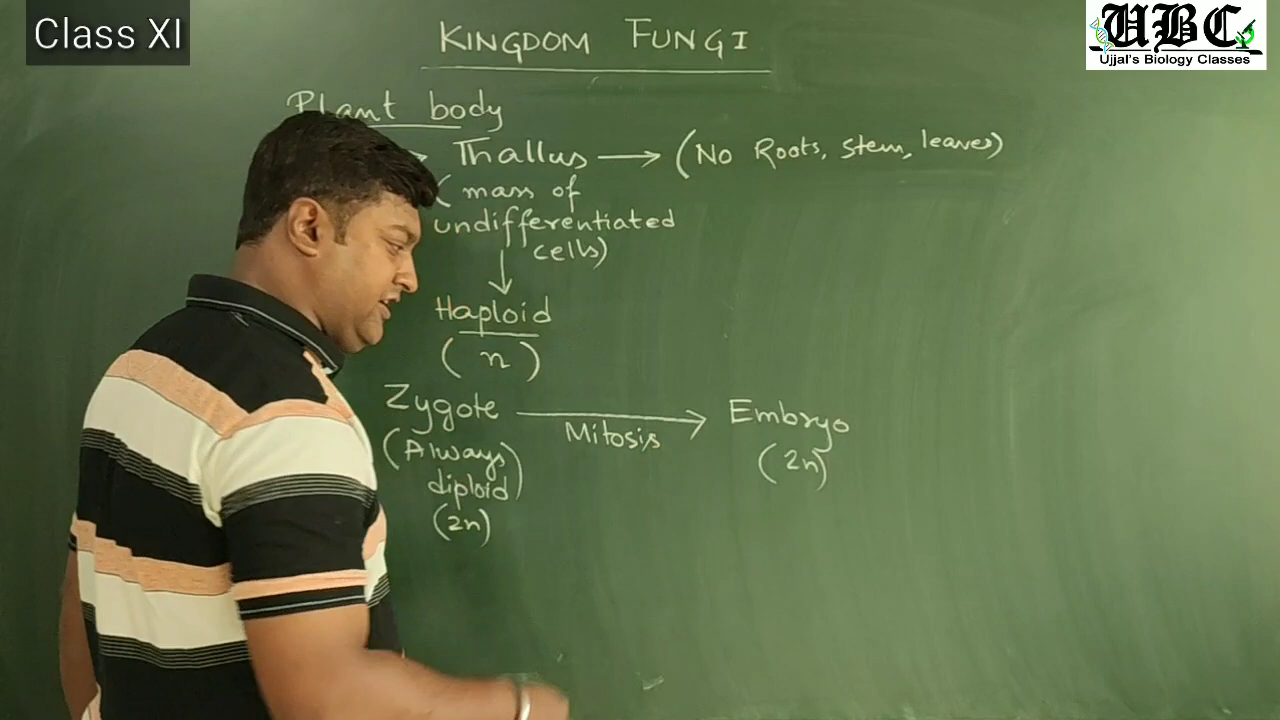 Class XI
KINGDOM FUNGI
UBC
Ujjal's Biology Classes
Plant body
Thallus → (No Roots, Stem, leaves)
(mass of
undifferentiated
cells)
↓
Haploid
(n)
Zygote → Embryo
Mitosis
(Always
diploid)
(2n)
(2n)